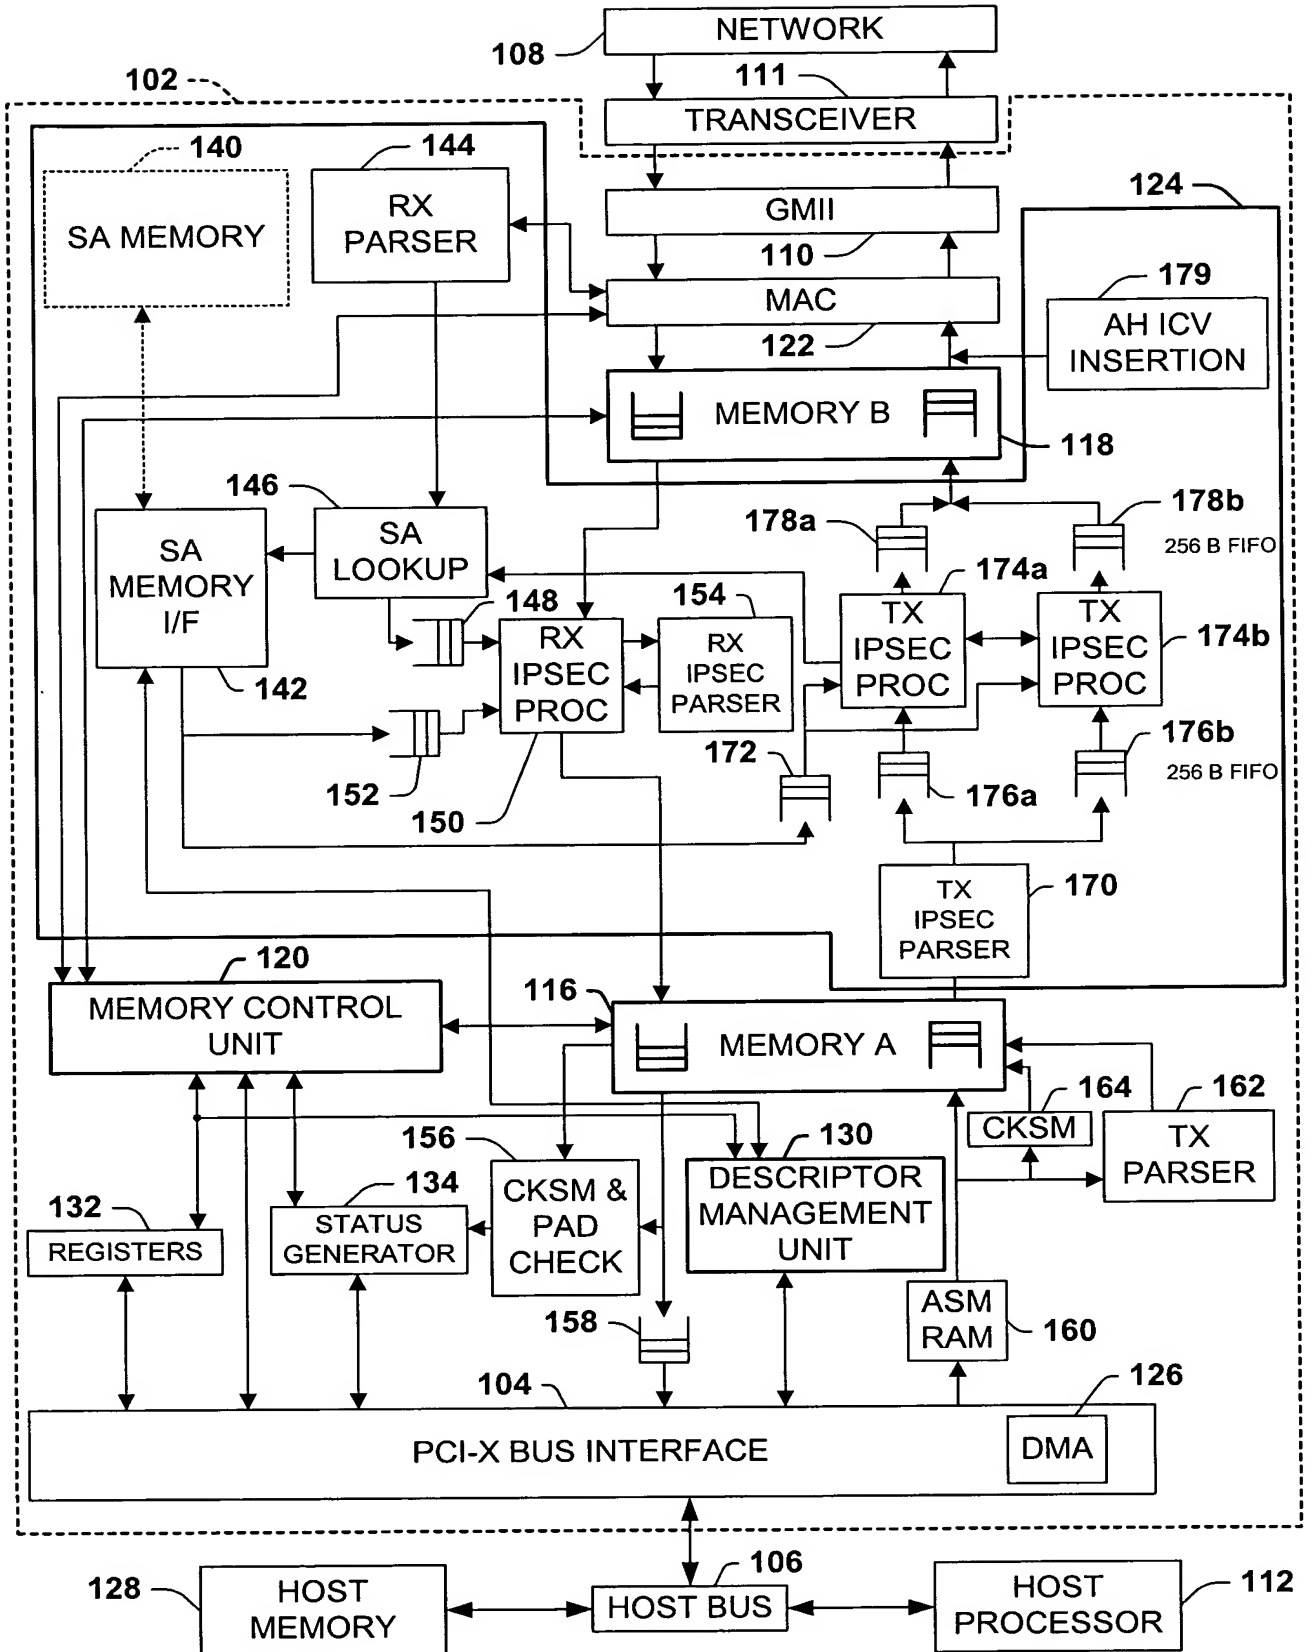 NETWORK
108
111
TRANSCEIVER
102
140
144
SA MEMORY
RX
PARSER
GMII
110
124
MAC
122
179
AH ICV
INSERTION
MEMORY B
118
146
SA
LOOKUP
SA
MEMORY
I/F
142
148
178a
178b
256 B FIFO
174a
TX
IPSEC
PROC
TX
IPSEC
PROC
174b
154
RX
IPSEC
PROC
RX
IPSEC
PARSER
152
150
172
176a
176b
256 B FIFO
TX
IPSEC
PARSER
170
120
MEMORY CONTROL
UNIT
116
MEMORY A
164
CKSM
162
TX
PARSER
156
CKSM &
PAD
CHECK
130
DESCRIPTOR
MANAGEMENT
UNIT
132
REGISTERS
134
STATUS
GENERATOR
158
ASM
RAM
160
104
126
PCI-X BUS INTERFACE
DMA
128
HOST
MEMORY
106
HOST BUS
HOST
PROCESSOR
112